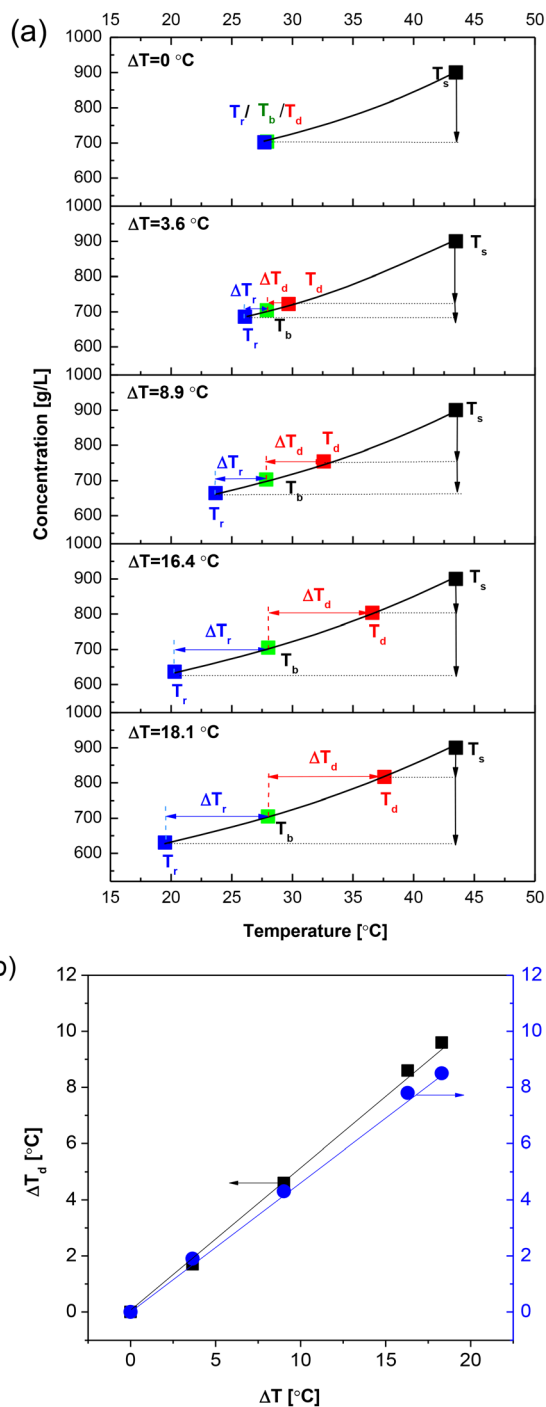 15 20 25 30 35 40 45 50
(a)
1000
ΔT=0 °C
900
800
700
600
T_s
T_r/ T_b /T_d
1000
ΔT=3.6 °C
900
800
700
600
T_s
ΔT_d T_d
ΔT_r
T_b
T_r
1000
ΔT=8.9 °C
900
800
700
600
T_s
ΔT_d T_d
ΔT_r
T_b
T_r
1000
ΔT=16.4 °C
900
800
700
600
T_s
ΔT_d
ΔT_r
T_d
T_b
T_r
1000
ΔT=18.1 °C
900
800
700
600
T_s
ΔT_d
ΔT_r
T_d
T_b
T_r
Concentration [g/L]
15 20 25 30 35 40 45 50
Temperature [°C]
)
12
10
8
6
4
2
0
ΔT_d [°C]
12
10
8
6
4
2
0
0 5 10 15 20
ΔT [°C]